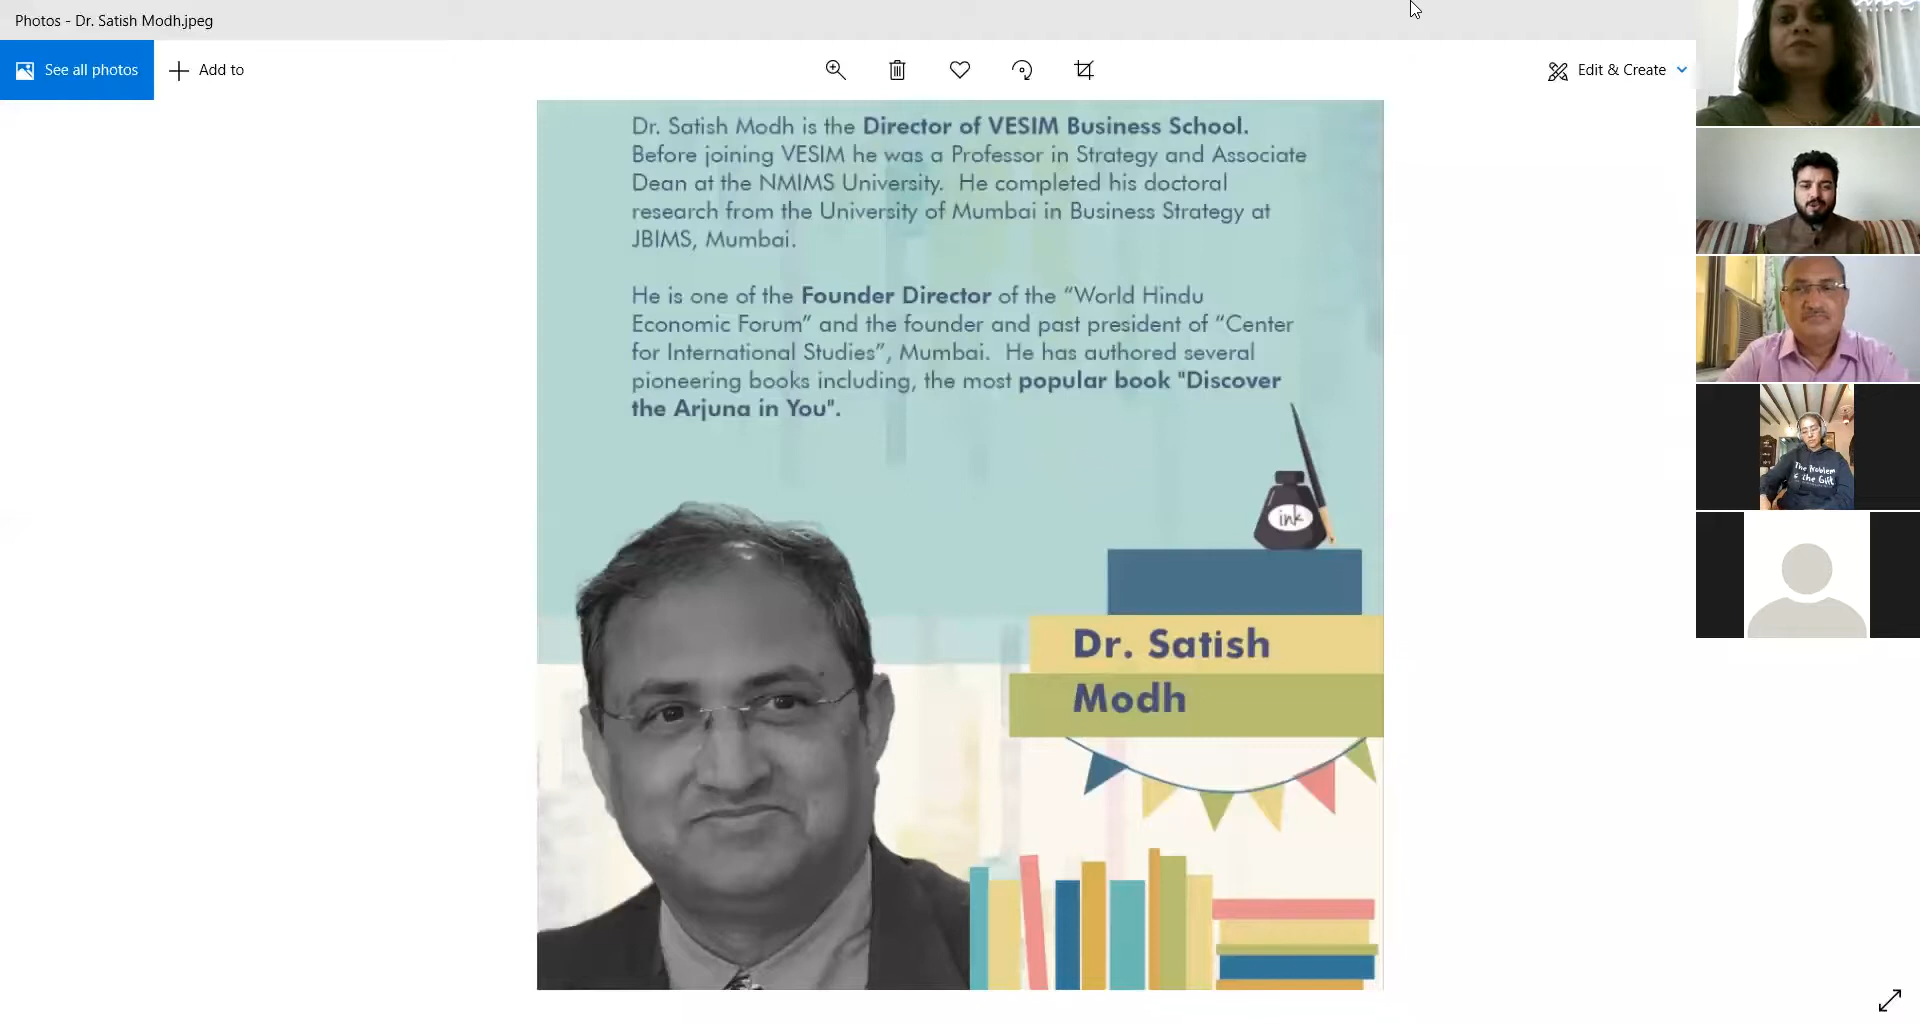 Photos - Dr. Satish Modh.jpeg
See all photos
Add to
Edit & Create
Dr. Satish Modh is the Director of VESIM Business School.
Before joining VESIM he was a Professor in Strategy and Associate
Dean at the NMIMS University. He completed his doctoral
research from the University of Mumbai in Business Strategy at
JBIMS, Mumbai.
He is one of the Founder Director of the “World Hindu
Economic Forum” and the founder and past president of “Center
for International Studies”, Mumbai. He has authored several
pioneering books including, the most popular book "Discover
the Arjuna in You".
ink
Dr. Satish
Modh
The Problem
is the Gift